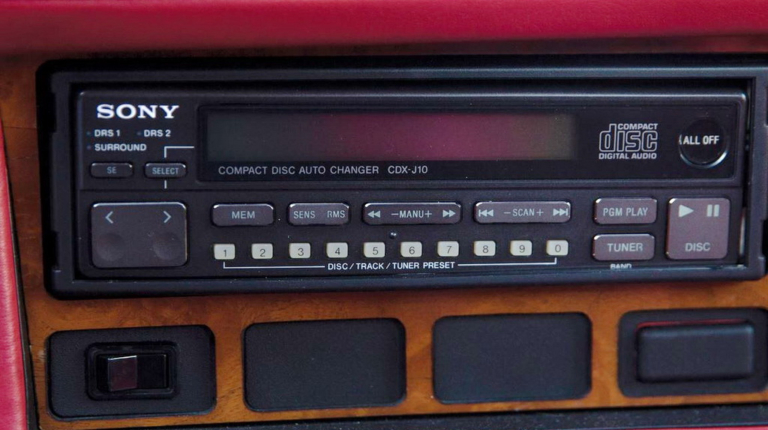 SONY
DRS 1 DRS 2
SURROUND
SELECT
COMPACT DISC AUTO CHANGER CDX-J10
COMPACT
disc
DIGITAL AUDIO
ALL OFF
MEM
SENS RMS
–MANU+
–SCAN+
PGM PLAY
TUNER
BAND
DISC
1 2 3 4 5 6 7 8 9 0
DISC / TRACK / TUNER PRESET